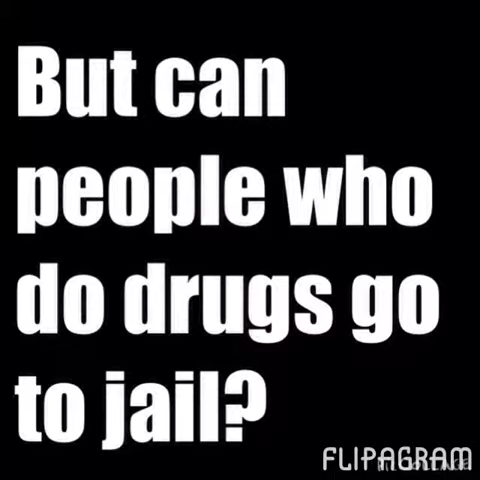 But can
people who
do drugs go
to jail?
FLIPAGRAM